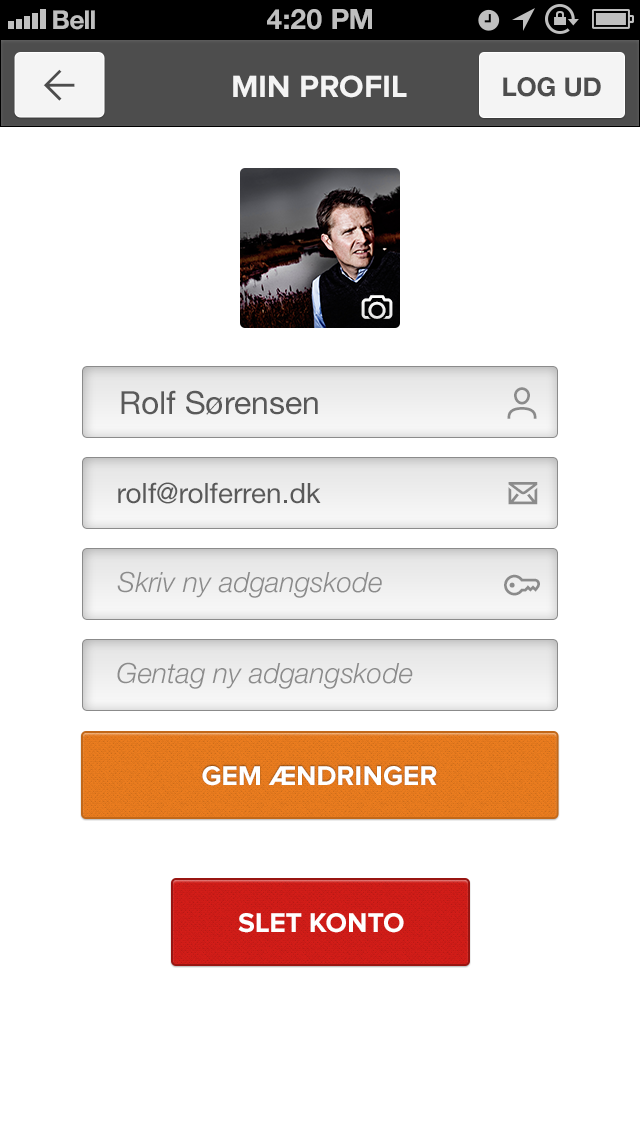 Bell 4:20 PM
MIN PROFIL LOG UD
Rolf Sørensen
rolf@rolferren.dk
Skriv ny adgangskode
Gentag ny adgangskode
GEM ÆNDRINGER
SLET KONTO